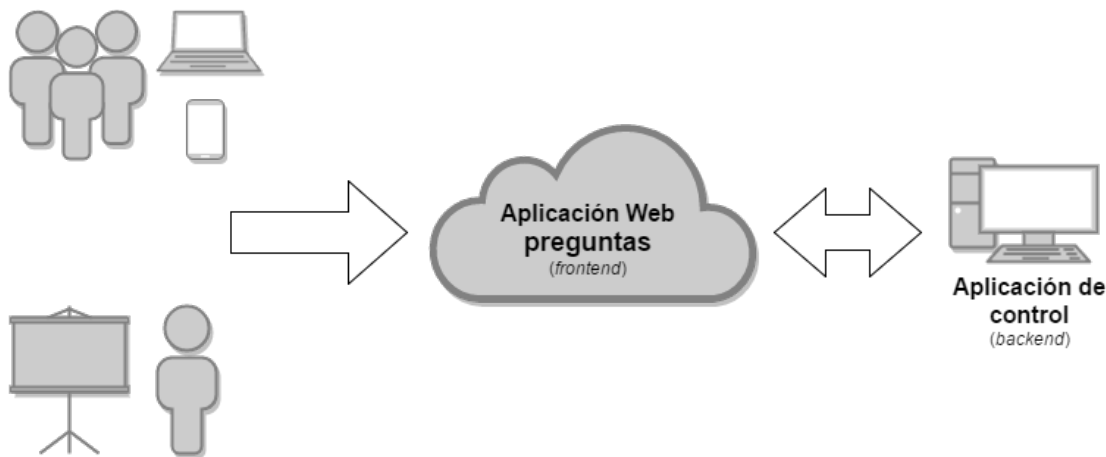 Aplicación Web
preguntas
(frontend)
Aplicación de
control
(backend)